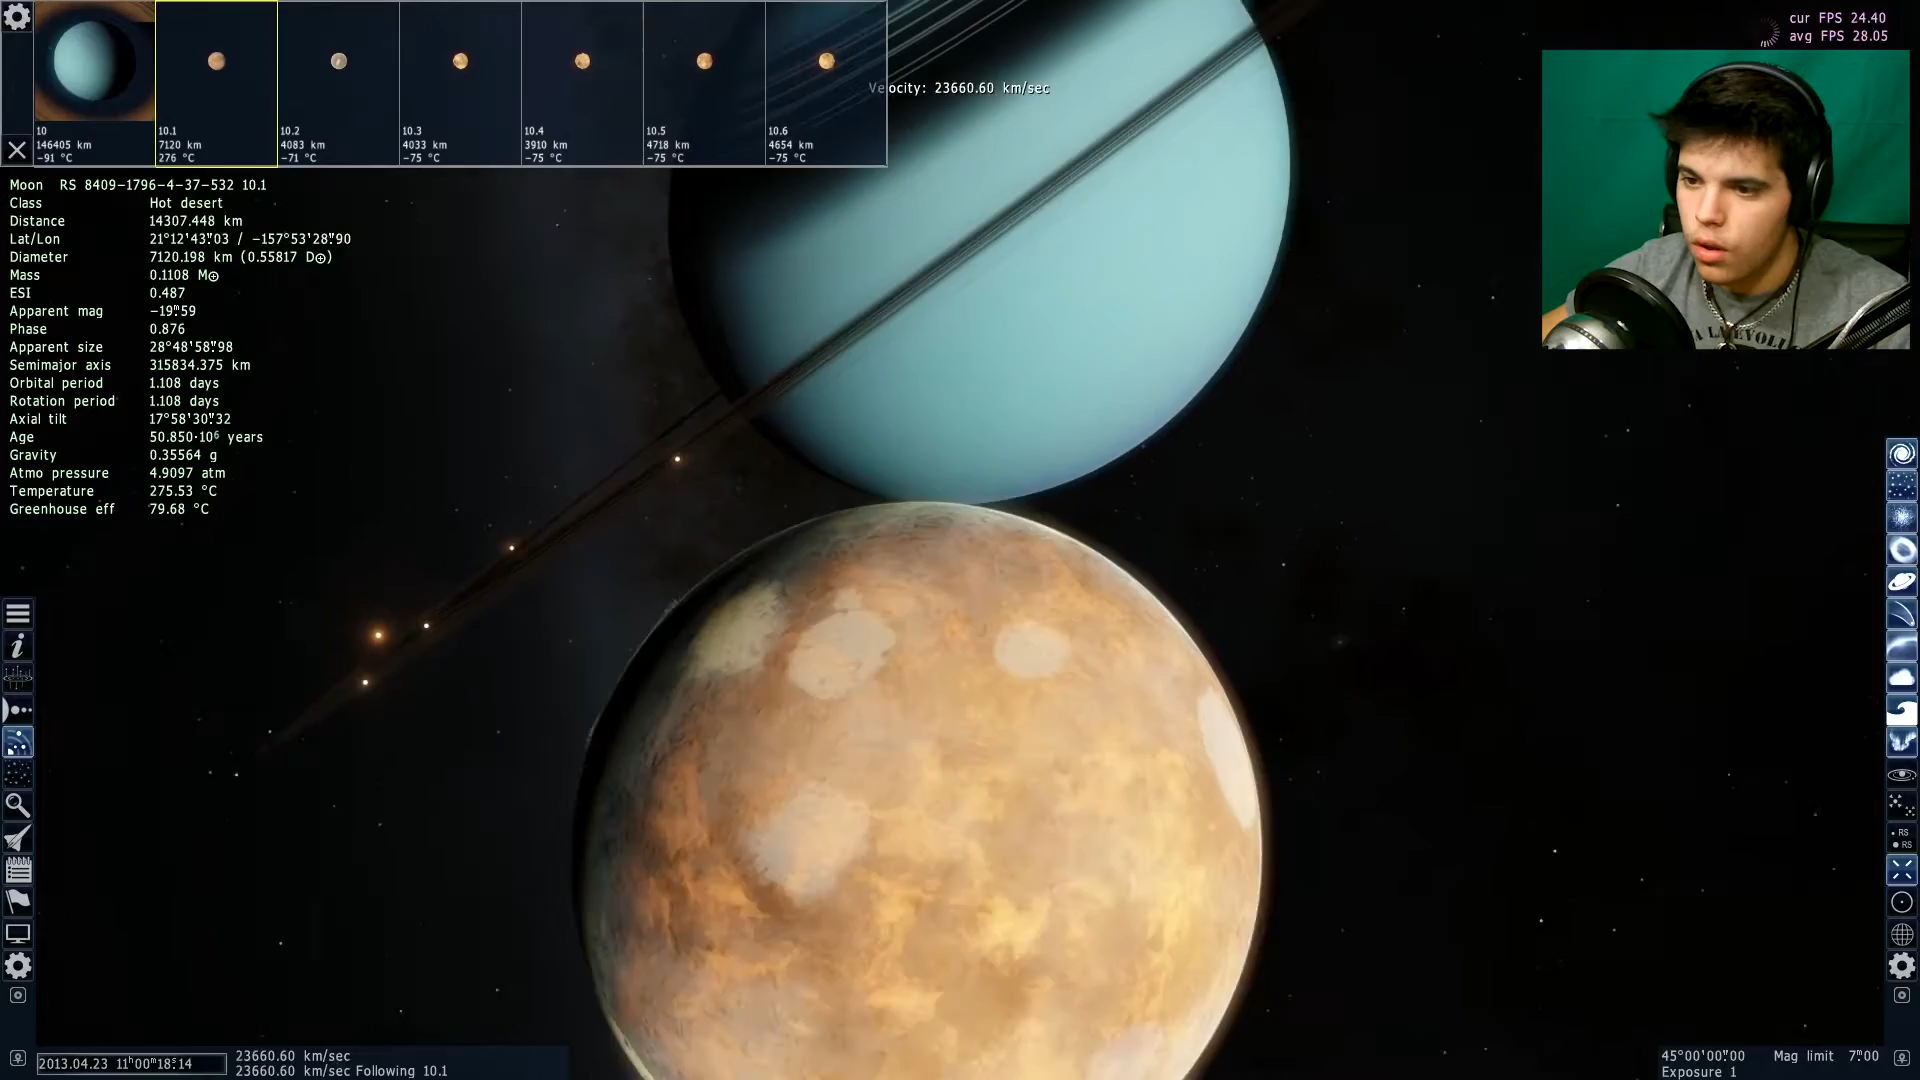 cur FPS 24.40
avg FPS 28.05
Velocity: 23660.60 km/sec
10
146405 km
-91 °C
10.1
7120 km
276 °C
10.2
4083 km
-71 °C
10.3
4033 km
-75 °C
10.4
3910 km
-75 °C
10.5
4718 km
-75 °C
10.6
4654 km
-75 °C
Moon RS 8409-1796-4-37-532 10.1
Class Hot desert
Distance 14307.448 km
Lat/Lon 21°12'43"03 / -157°53'28"90
Diameter 7120.198 km (0.55817 D⊕)
Mass 0.1108 M⊕
ESI 0.487
Apparent mag -19ᵐ59
Phase 0.876
Apparent size 28°48'58"98
Semimajor axis 315834.375 km
Orbital period 1.108 days
Rotation period 1.108 days
Axial tilt 17°58'30"32
Age 50.850·10⁶ years
Gravity 0.35564 g
Atmo pressure 4.9097 atm
Temperature 275.53 °C
Greenhouse eff 79.68 °C
RS
RS
2013.04.23 11ʰ00ᵐ18ˢ14
23660.60 km/sec
23660.60 km/sec Following 10.1
45°00'00"00 Mag limit 7ᵐ00
Exposure 1